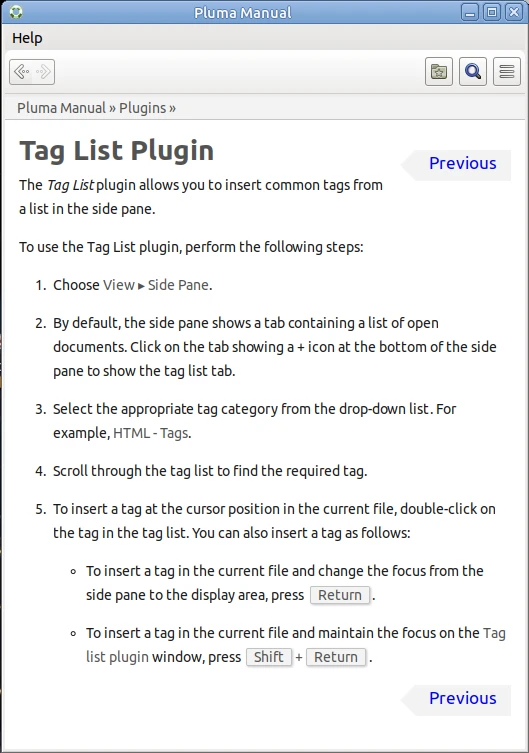 Pluma Manual
Help
Pluma Manual » Plugins »
Tag List Plugin
Previous
The Tag List plugin allows you to insert common tags from
a list in the side pane.
To use the Tag List plugin, perform the following steps:
1. Choose View ▸ Side Pane.
2. By default, the side pane shows a tab containing a list of open
documents. Click on the tab showing a + icon at the bottom of the side
pane to show the tag list tab.
3. Select the appropriate tag category from the drop-down list. For
example, HTML - Tags.
4. Scroll through the tag list to find the required tag.
5. To insert a tag at the cursor position in the current file, double-click on
the tag in the tag list. You can also insert a tag as follows:
◦ To insert a tag in the current file and change the focus from the
side pane to the display area, press Return .
◦ To insert a tag in the current file and maintain the focus on the Tag
list plugin window, press Shift + Return .
Previous